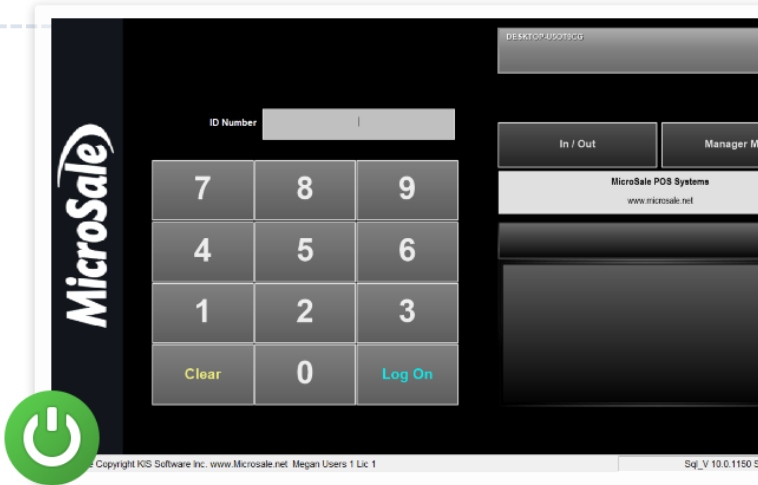 MicroSale
DESKTOP-U5OT9CG
ID Number
In / Out
Manager M
MicroSale POS Systems
www.microsale.net
7 8 9
4 5 6
1 2 3
Clear 0 Log On
Copyright KIS Software Inc. www.Microsale.net Megan Users 1 Lic 1
Sql_V 10.0.1150 S